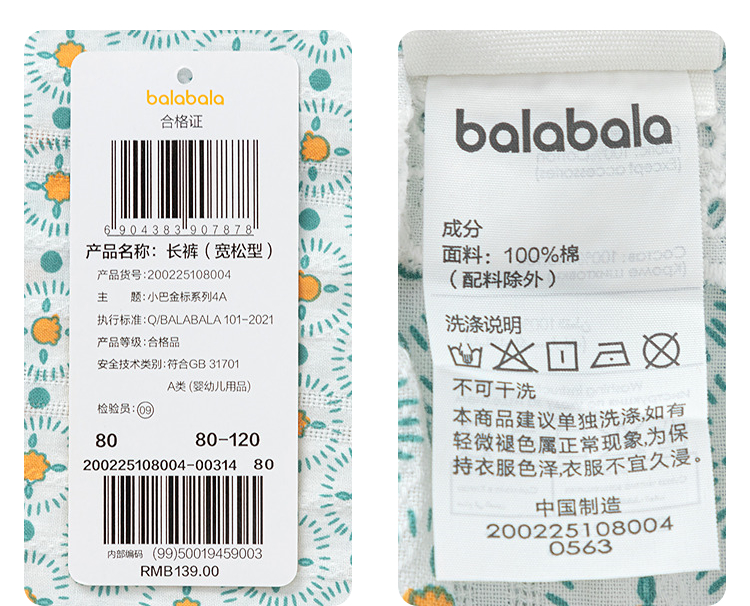 balabala
合格证
6 904383 907878
产品名称：长裤（宽松型）
产品货号：200225108004
主　　题：小巴金标系列4A
执行标准：Q/BALABALA 101-2021
产品等级：合格品
安全技术类别：符合GB 31701
A类 (婴幼儿用品)
检验员：09
80 80-120
200225108004-00314 80
内部编码 (99)50019459003
RMB139.00
balabala
成分
面料：100%棉
（配料除外）
洗涤说明
不可干洗
本商品建议单独洗涤,如有
轻微褪色属正常现象,为保
持衣服色泽,衣服不宜久浸。
中国制造
200225108004
0563